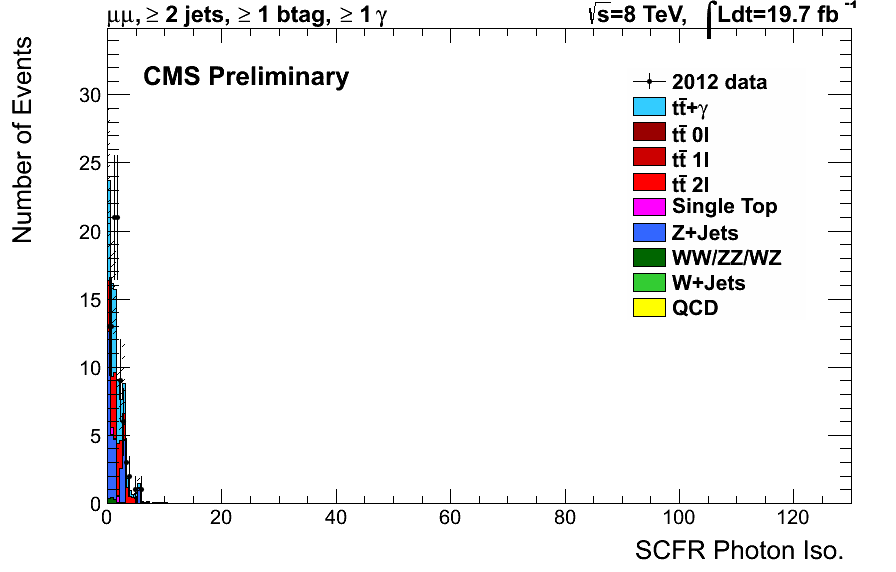 μμ, ≥ 2 jets, ≥ 1 btag, ≥ 1 γ
√s=8 TeV, ∫Ldt=19.7 fb⁻¹
CMS Preliminary
Number of Events
30
25
20
15
10
5
0
2012 data
tt̄+γ
tt̄ 0l
tt̄ 1l
tt̄ 2l
Single Top
Z+Jets
WW/ZZ/WZ
W+Jets
QCD
0 20 40 60 80 100 120
SCFR Photon Iso.